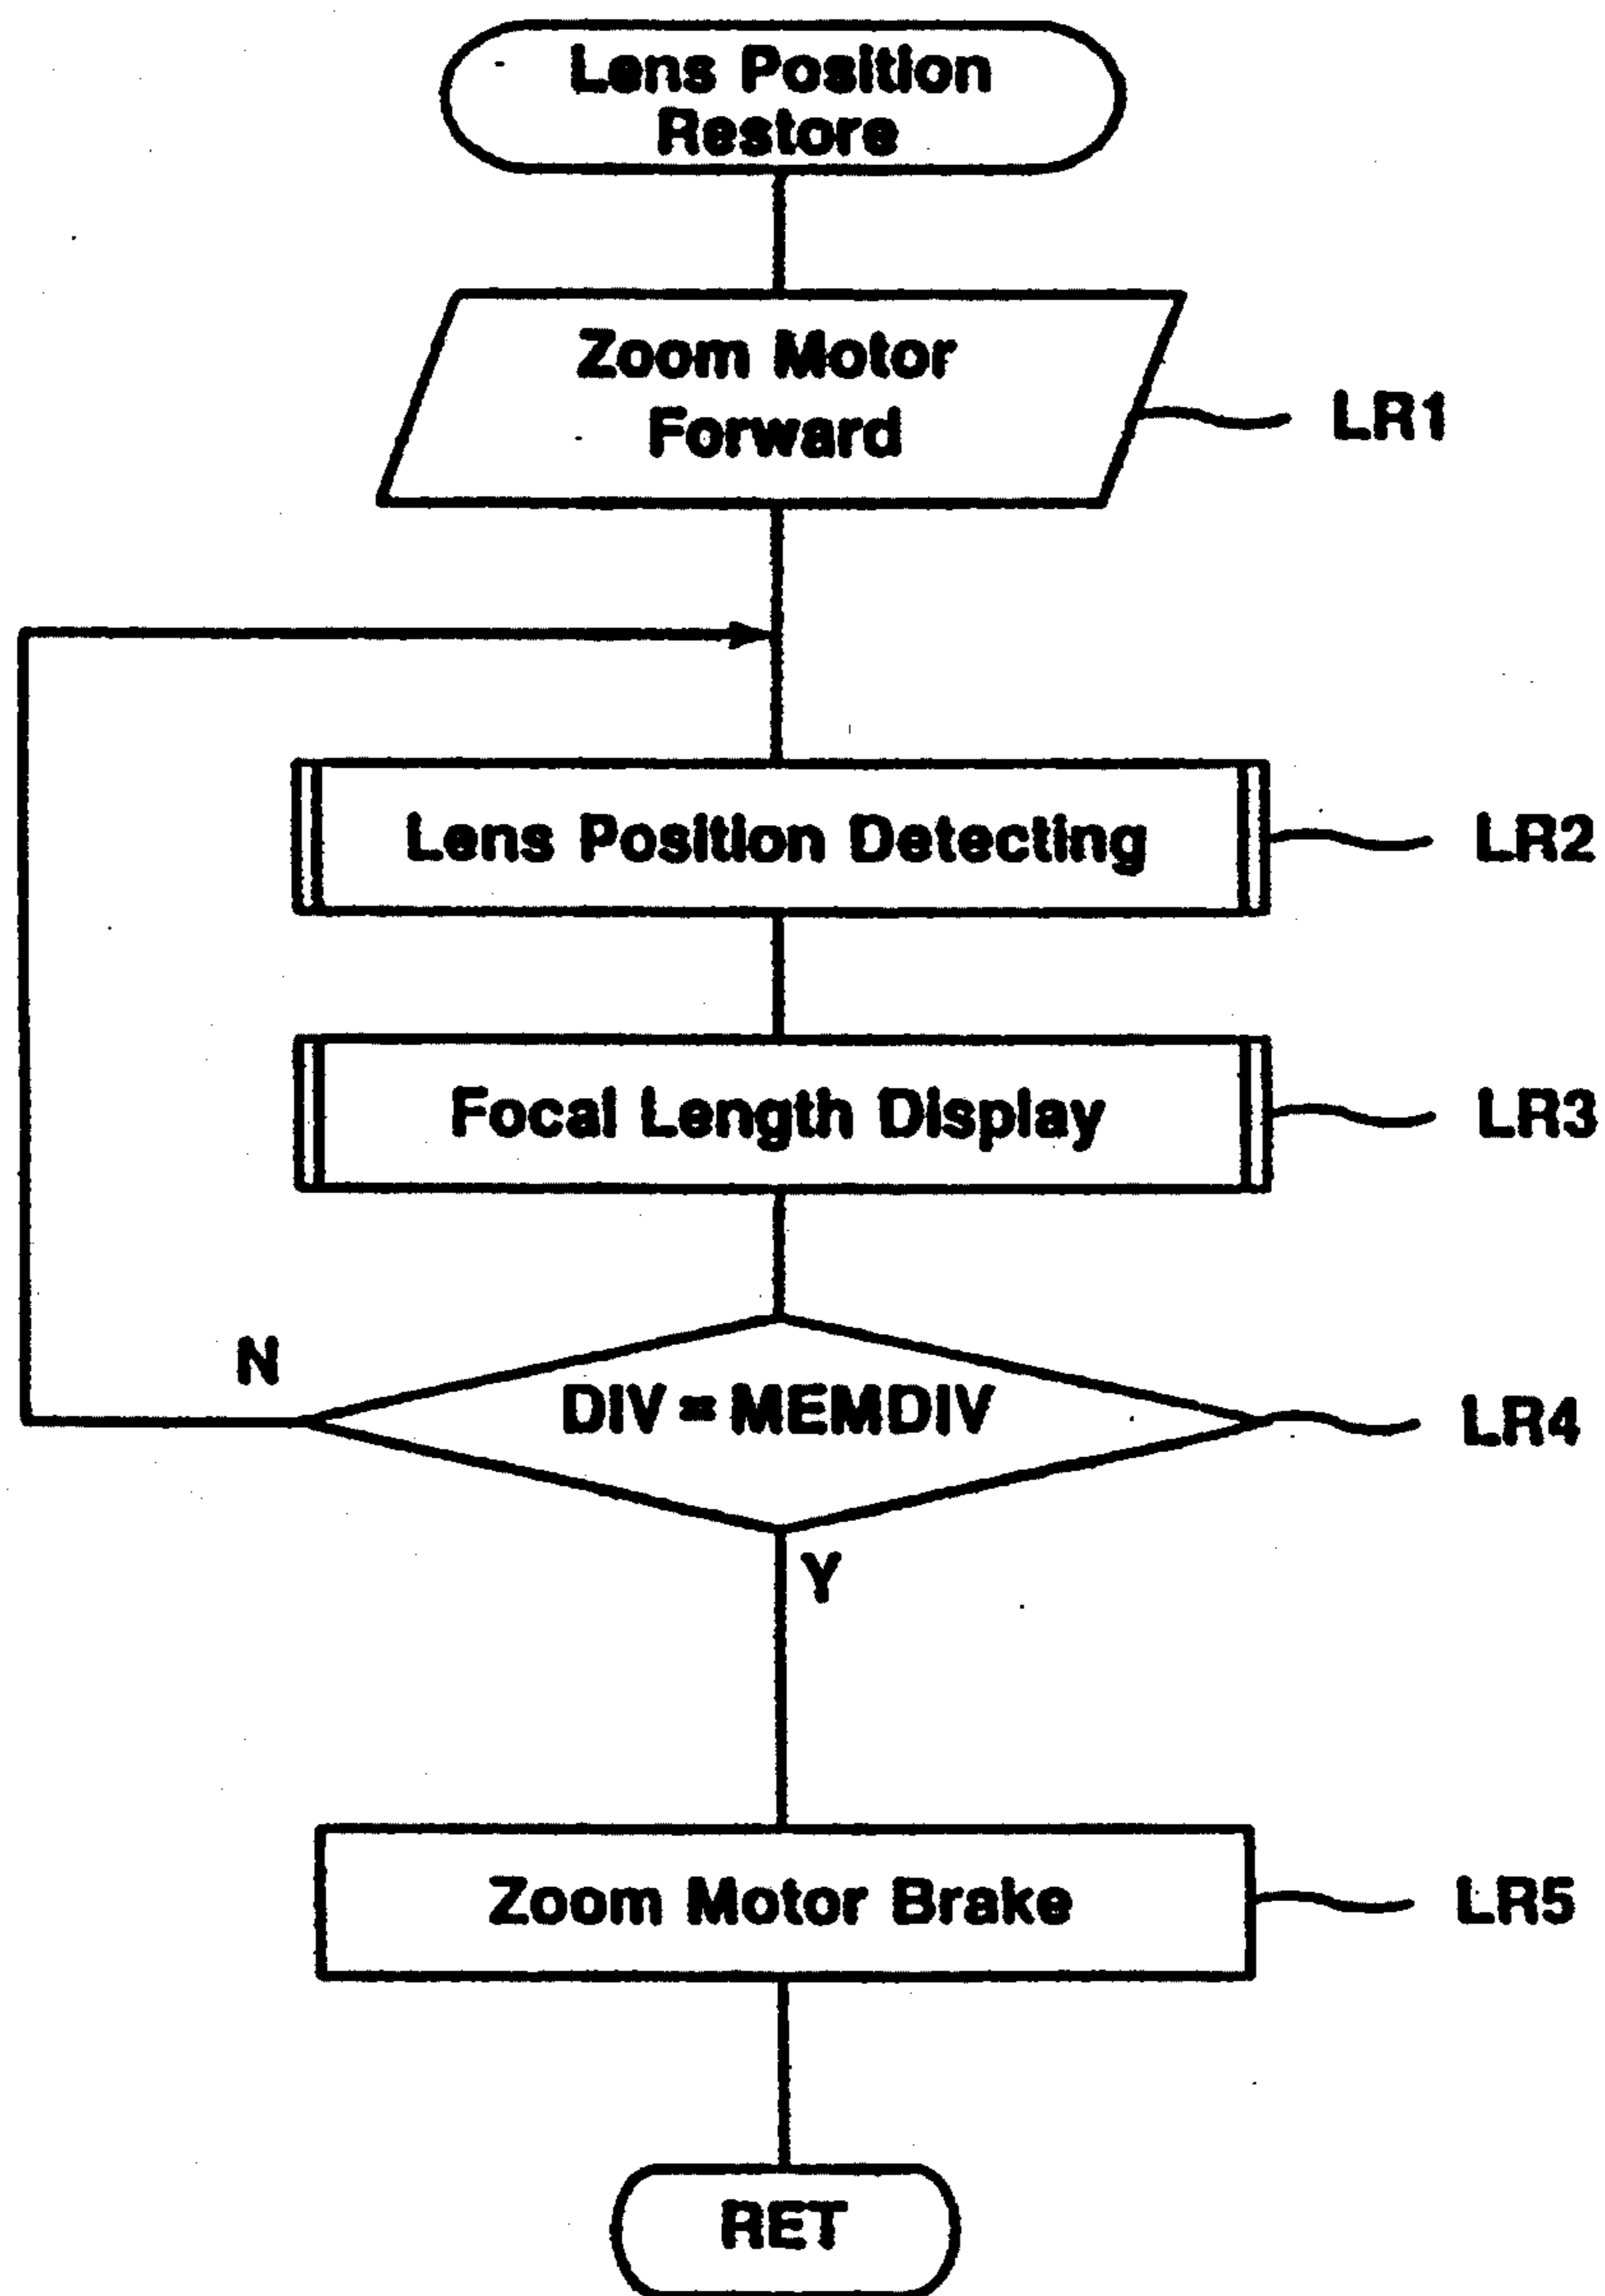 Lens Position
Restore
Zoom Motor
Forward
LR1
Lens Position Detecting
LR2
Focal Length Display
LR3
N
DIV = MEMDIV
LR4
Y
Zoom Motor Brake
LR5
RET